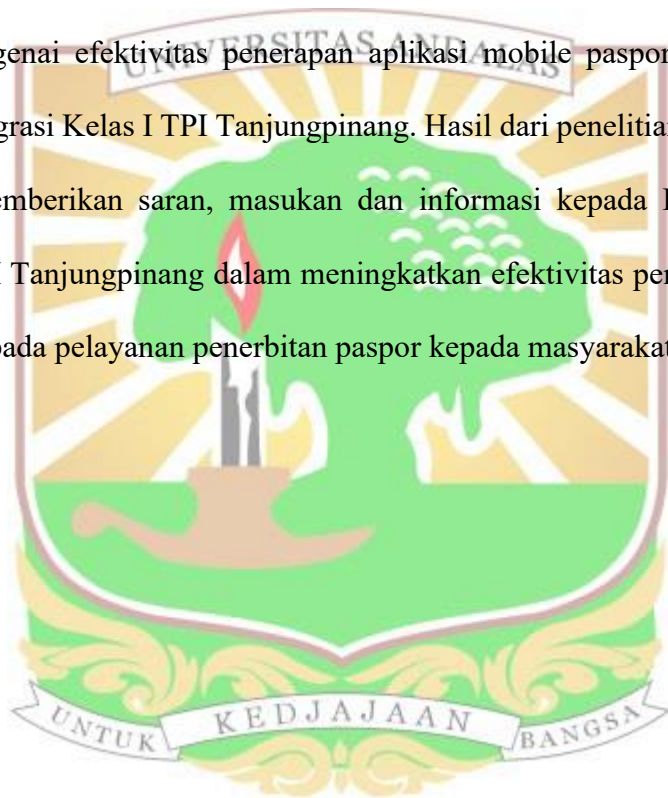 UNIVERSITAS ANDALAS
genai efektivitas penerapan aplikasi mobile paspor
grasi Kelas I TPI Tanjungpinang. Hasil dari penelitian
emberikan saran, masukan dan informasi kepada
Tanjungpinang dalam meningkatkan efektivitas
pada pelayanan penerbitan paspor kepada masyarakat
UNTUK KEDJAJAAN BANGSA